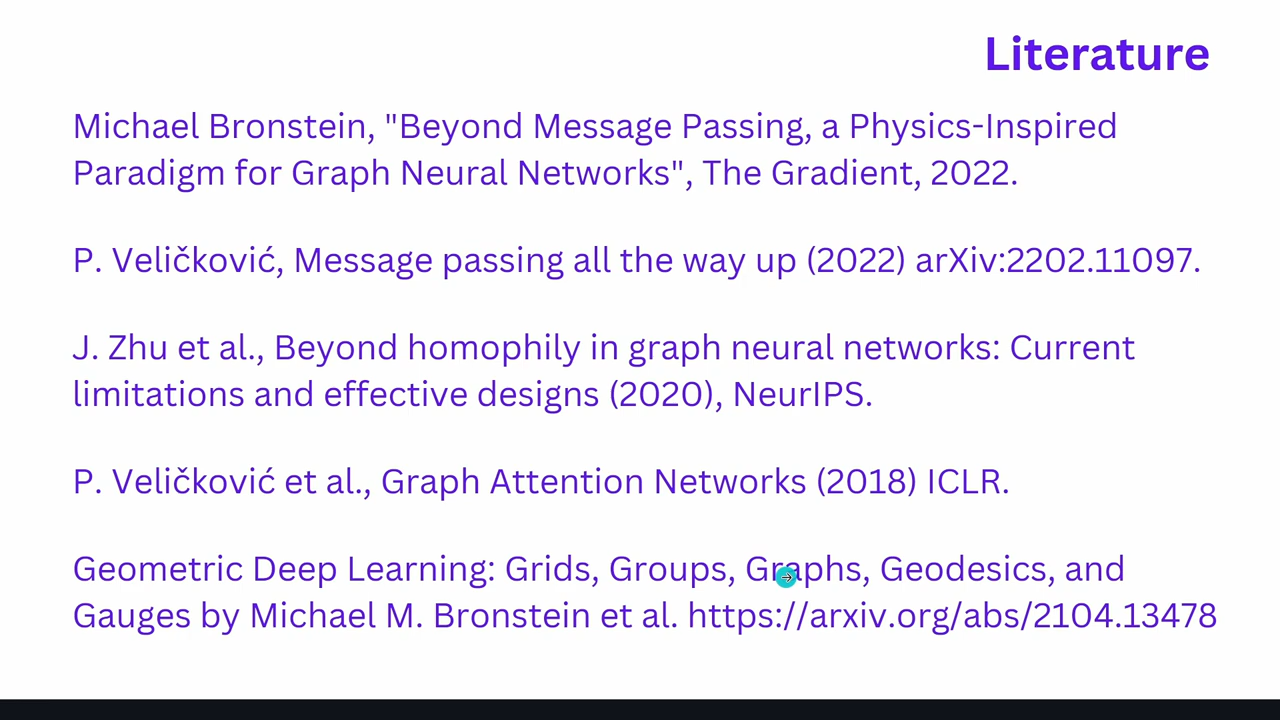 Literature
Michael Bronstein, "Beyond Message Passing, a Physics-Inspired
Paradigm for Graph Neural Networks", The Gradient, 2022.
P. Veličković, Message passing all the way up (2022) arXiv:2202.11097.
J. Zhu et al., Beyond homophily in graph neural networks: Current
limitations and effective designs (2020), NeurIPS.
P. Veličković et al., Graph Attention Networks (2018) ICLR.
Geometric Deep Learning: Grids, Groups, Graphs, Geodesics, and
Gauges by Michael M. Bronstein et al. https://arxiv.org/abs/2104.13478